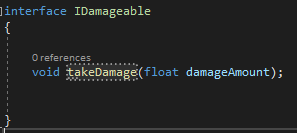 interface IDamageable
{
0 references
void takeDamage(float damageAmount);
}